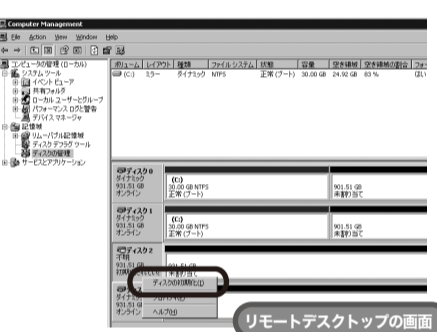 Computer Management
File Action View Window Help
コンピュータの管理 (ローカル)
システム ツール
イベント ビューア
共有フォルダ
ローカル ユーザーとグループ
パフォーマンス ログと警告
デバイス マネージャ
記憶域
リムーバブル記憶域
ディスク デフラグ ツール
ディスクの管理
サービスとアプリケーション
ボリューム レイアウト 種類 ファイル システム 状態 容量 空き領域 空き領域の割合
(C:) ミラー ダイナミック NTFS 正常 (ブート) 30.00 GB 24.92 GB 83 %
ディスク 0
ダイナミック
931.51 GB
オンライン
(C:)
30.00 GB NTFS
正常 (ブート)
931.51 GB
未割り当て
ディスク 1
ダイナミック
931.51 GB
オンライン
(C:)
30.00 GB NTFS
正常 (ブート)
901.51 GB
未割り当て
ディスク 2
不明
931.51 GB
未割り当て
ディスクの初期化(I)
931.51 GB
オンライン
ヘルプ(H)
リモートデスクトップの画面